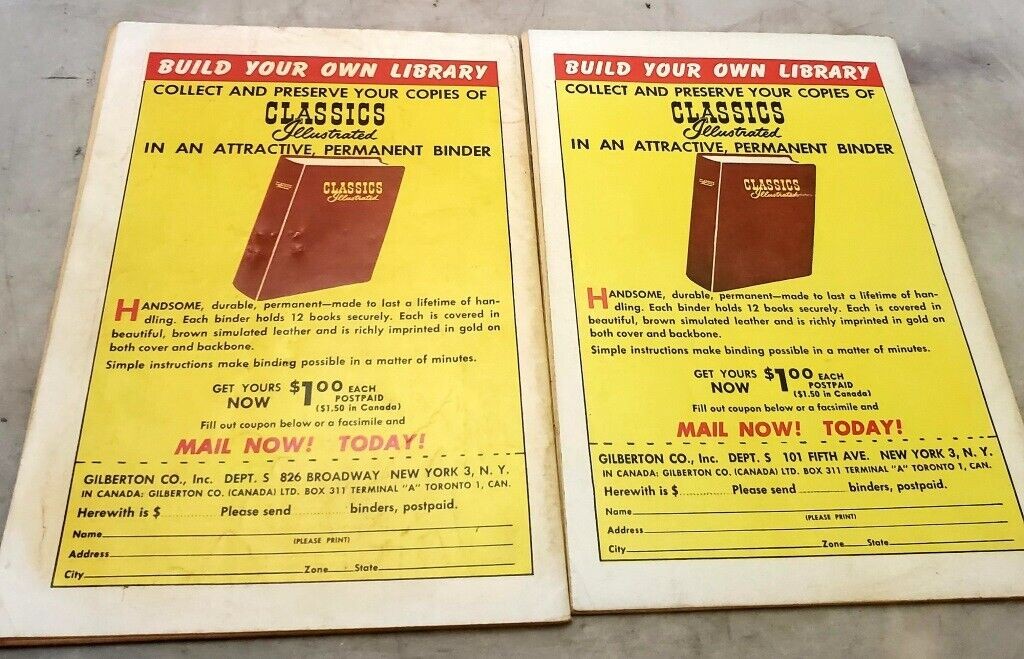 BUILD YOUR OWN LIBRARY
COLLECT AND PRESERVE YOUR COPIES OF
CLASSICS
Illustrated
IN AN ATTRACTIVE, PERMANENT BINDER
CLASSICS
Illustrated
HANDSOME, durable, permanent—made to last a lifetime of han-
dling. Each binder holds 12 books securely. Each is covered in
beautiful, brown simulated leather and is richly imprinted in gold on
both cover and backbone.
Simple instructions make binding possible in a matter of minutes.
GET YOURS NOW $1.00 EACH POSTPAID
($1.50 in Canada)
Fill out coupon below or a facsimile and
MAIL NOW! TODAY!
GILBERTON CO., Inc. DEPT. S 826 BROADWAY NEW YORK 3, N. Y.
IN CANADA: GILBERTON CO. (CANADA) LTD. BOX 311 TERMINAL "A" TORONTO 1, CAN.
Herewith is $ Please send binders, postpaid.
Name
(PLEASE PRINT)
Address
City Zone State
BUILD YOUR OWN LIBRARY
COLLECT AND PRESERVE YOUR COPIES OF
CLASSICS
Illustrated
IN AN ATTRACTIVE, PERMANENT BINDER
CLASSICS
Illustrated
HANDSOME, durable, permanent—made to last a lifetime of han-
dling. Each binder holds 12 books securely. Each is covered in
beautiful, brown simulated leather and is richly imprinted in gold on
both cover and backbone.
Simple instructions make binding possible in a matter of minutes.
GET YOURS NOW $1.00 EACH POSTPAID
($1.50 in Canada)
Fill out coupon below or a facsimile and
MAIL NOW! TODAY!
GILBERTON CO., Inc. DEPT. S 101 FIFTH AVE. NEW YORK 3, N. Y.
IN CANADA: GILBERTON CO. (CANADA) LTD. BOX 311 TERMINAL "A" TORONTO 1, CAN.
Herewith is $ Please send binders, postpaid.
Name
(PLEASE PRINT)
Address
City Zone State